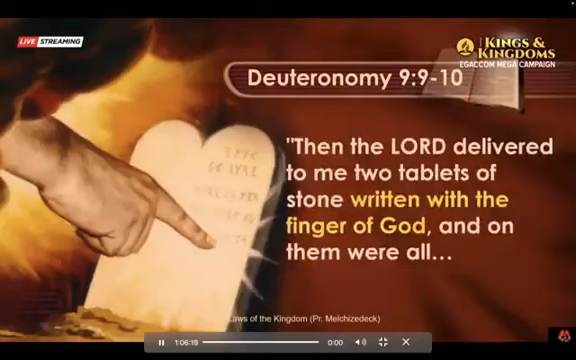 LIVE STREAMING
KINGS &
KINGDOMS
EGACCOM MEGA CAMPAIGN
Deuteronomy 9:9-10
"Then the LORD delivered
to me two tablets of
stone written with the
finger of God, and on
them were all...
Laws of the Kingdom (Pr. Melchizedeck)
1:06:19
0:00